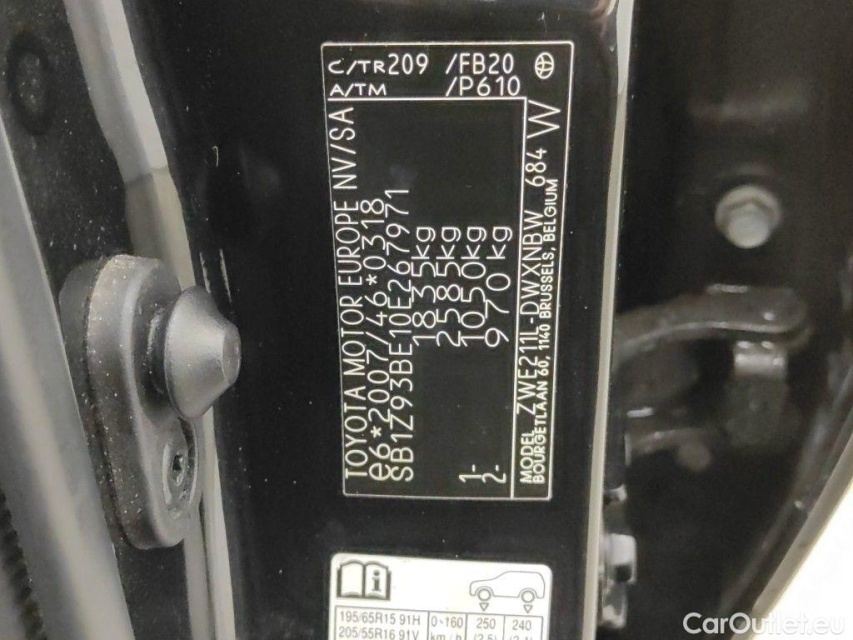 C/TR209 /FB20
A/TM /P610
TOYOTA MOTOR EUROPE NV/SA
e6*2007/46*0318
SB1Z93BE10E267971
1835kg
2585kg
1- 1050kg
2- 970kg
MODEL ZWE211L-DWXNBW 684 W
BOURGETLAAN 60, 1140 BRUSSELS, BELGIUM
i
195/65R15 91H 0~160 250 240
205/55R16 91V km/h
CarOutlet.eu